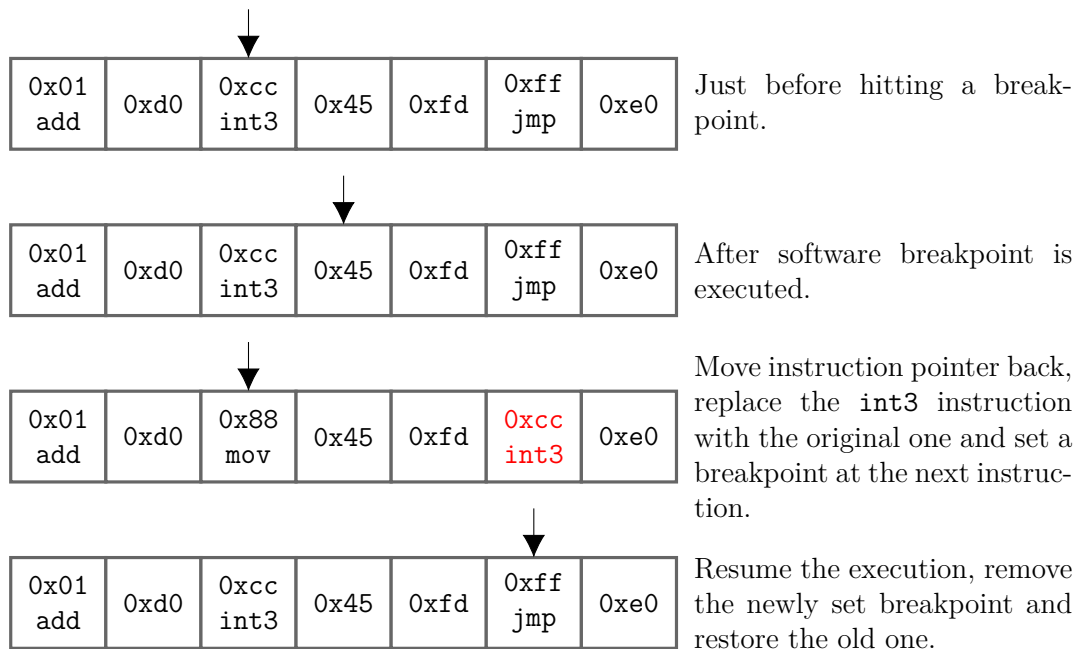 0x01 0xcc 0xff
add 0xd0 int3 0x45 0xfd jmp 0xe0
Just before hitting a break-
point.
0x01 0xcc 0xff
add 0xd0 int3 0x45 0xfd jmp 0xe0
After software breakpoint is
executed.
0x01 0x88 0xcc
add 0xd0 mov 0x45 0xfd int3 0xe0
Move instruction pointer back,
replace the int3 instruction
with the original one and set a
breakpoint at the next instruc-
tion.
0x01 0xcc 0xff
add 0xd0 int3 0x45 0xfd jmp 0xe0
Resume the execution, remove
the newly set breakpoint and
restore the old one.